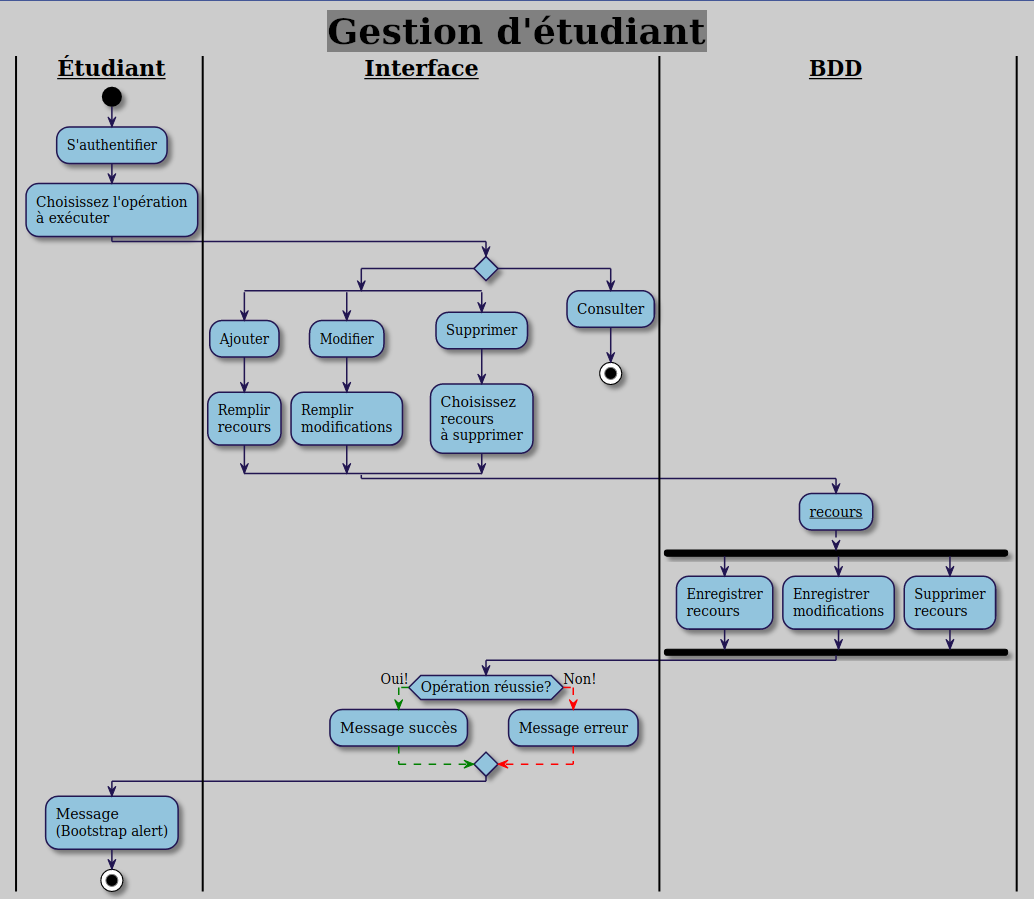 Gestion d'étudiant
Étudiant
Interface
BDD
S'authentifier
Choisissez l'opération
à exécuter
Consulter
Ajouter
Modifier
Supprimer
Remplir
recours
Remplir
modifications
Choisissez
recours
à supprimer
recours
Enregistrer
recours
Enregistrer
modifications
Supprimer
recours
Oui!
Opération réussie?
Non!
Message succès
Message erreur
Message
(Bootstrap alert)